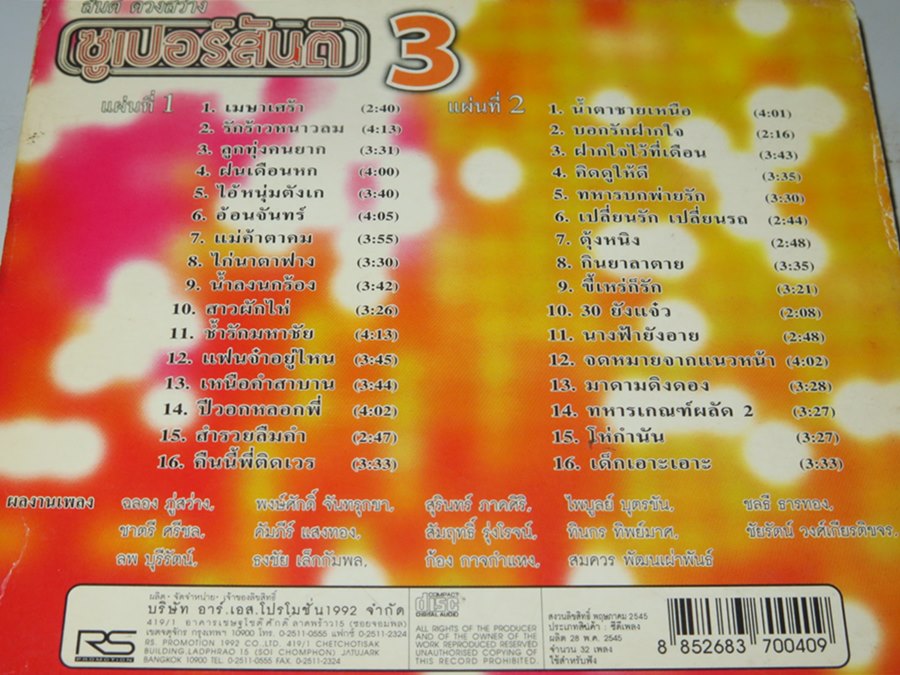 สันติ ดวงสว่าง
ซูเปอร์สันติ 3
แผ่นที่ 1
1. เมษาเศร้า (2:40)
2. รักร้าวหนาวลม (4:13)
3. ลูกทุ่งคนยาก (3:31)
4. ฝนเดือนหก (4:00)
5. ไอ้หนุ่มตังเก (3:40)
6. อ้อนจันทร์ (4:05)
7. แม่ค้าตาคม (3:55)
8. ไก่นาตาฟาง (3:30)
9. น้ำลงนกร้อง (3:42)
10. สาวผักไห่ (3:26)
11. ช้ำรักมหาชัย (4:13)
12. แฟนจ๋าอยู่ไหน (3:45)
13. เหนือคำสาบาน (3:44)
14. ปีวอกหลอกพี่ (4:02)
15. สำรวยลืมคำ (2:47)
16. คืนนี้พี่ติดเวร (3:33)
แผ่นที่ 2
1. น้ำตาชายเหนือ (4:01)
2. บอกรักฝากใจ (2:16)
3. ฝากใจไว้ที่เดือน (3:43)
4. คิดดูให้ดี (3:35)
5. ทหารบกพ่ายรัก (3:30)
6. เปลี่ยนรัก เปลี่ยนรถ (2:44)
7. ตุ้งหนิง (2:48)
8. กินยาลาตาย (3:35)
9. ขี้เหร่ก็รัก (3:21)
10. 30 ยังแจ๋ว (2:08)
11. นางฟ้ายังอาย (2:48)
12. จดหมายจากแนวหน้า (4:02)
13. มาดามดิงดอง (3:28)
14. ทหารเกณฑ์ผลัด 2 (3:27)
15. โห่กำนัน (3:27)
16. เด็กเอาะเอาะ (3:33)
ผลงานเพลง ฉลอง ภู่สว่าง, พงษ์ศักดิ์ จันทรุกขา, สุรินทร์ ภาคศิริ, ไพบูลย์ บุตรขัน, ชลธี ธารทอง,
ชาตรี ศรีชล, คัมภีร์ แสงทอง, สัมฤทธิ์ รุ่งโรจน์, ทินกร ทิพย์มาศ, ชัยรัตน์ วงศ์เกียรติขจร,
ลพ บุรีรัตน์, ธงชัย เล็กกัมพล, ก้อง กาจกำแหง, สมควร พัฒนเผ่าพันธ์
RS PROMOTION
ผลิต · จัดจำหน่าย · เจ้าของลิขสิทธิ์
บริษัท อาร์.เอส.โปรโมชั่น1992 จำกัด
419/1 อาคารเชษฐโชติศักดิ์ ลาดพร้าว15 (ซอยจอมพล)
เขตจตุจักร กรุงเทพฯ 10900 โทร. 0-2511-0555 แฟกซ์ 0-2511-2324
RS. PROMOTION 1992 CO. LTD. 419/1 CHETCHOTISAK
BUILDING.LADPHRAO 15 (SOI CHOMPHON) JATUJARK
BANGKOK 10900 TEL. 0-2511-0555 FAX. 0-2511-2324
COMPACT disc DIGITAL AUDIO
ALL RIGHTS OF THE PRODUCER
AND OF THE OWNER OF THE
WORK REPRODUCED RESERVED
UNAUTHORISED COPYING OF
THIS RECORD PROHIBITED.
สงวนลิขสิทธิ์ พฤษภาคม 2545
ประเภทสินค้า : ซีดีเพลง
ผลิต 28 พ.ค. 2545
จำนวน 32 เพลง
ใช้สำหรับฟัง
8 852683 700409